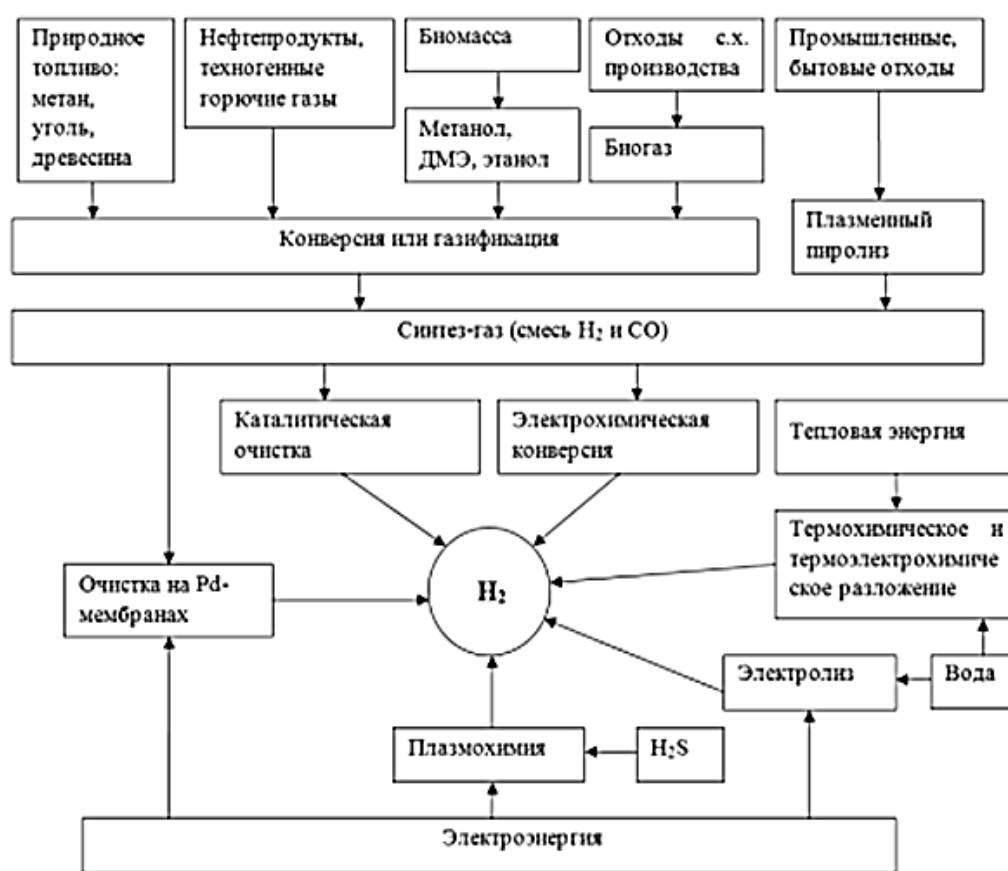 Природное
топливо:
метан,
уголь,
древесина
Нефтепродукты,
техногенные
горючие газы
Биомасса
Отходы с.х.
производства
Промышленные,
бытовые отходы
Метанол,
ДМЭ, этанол
Биогаз
Конверсия или газификация
Плазменный
пиролиз
Синтез-газ (смесь H₂ и CO)
Каталитическая
очистка
Электрохимическая
конверсия
Тепловая энергия
Термохимическое и
термоэлектрохимиче
ское разложение
Очистка на Pd-
мембранах
H₂
Электролиз
Вода
Плазмохимия
H₂S
Электроэнергия